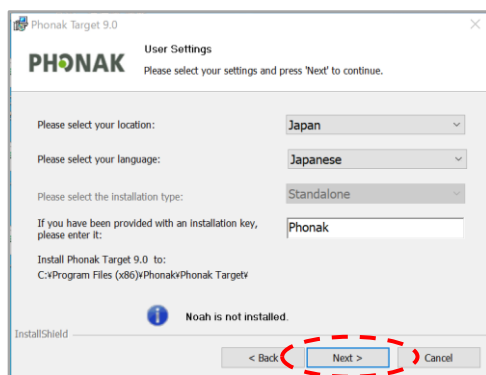 Phonak Target 9.0
PHONAK
User Settings
Please select your settings and press 'Next' to continue.
Please select your location:
Japan
Please select your language:
Japanese
Please select the installation type:
Standalone
If you have been provided with an installation key,
please enter it:
Phonak
Install Phonak Target 9.0 to:
C:¥Program Files (x86)¥Phonak¥Phonak Target¥
Noah is not installed.
InstallShield
< Back
Next >
Cancel